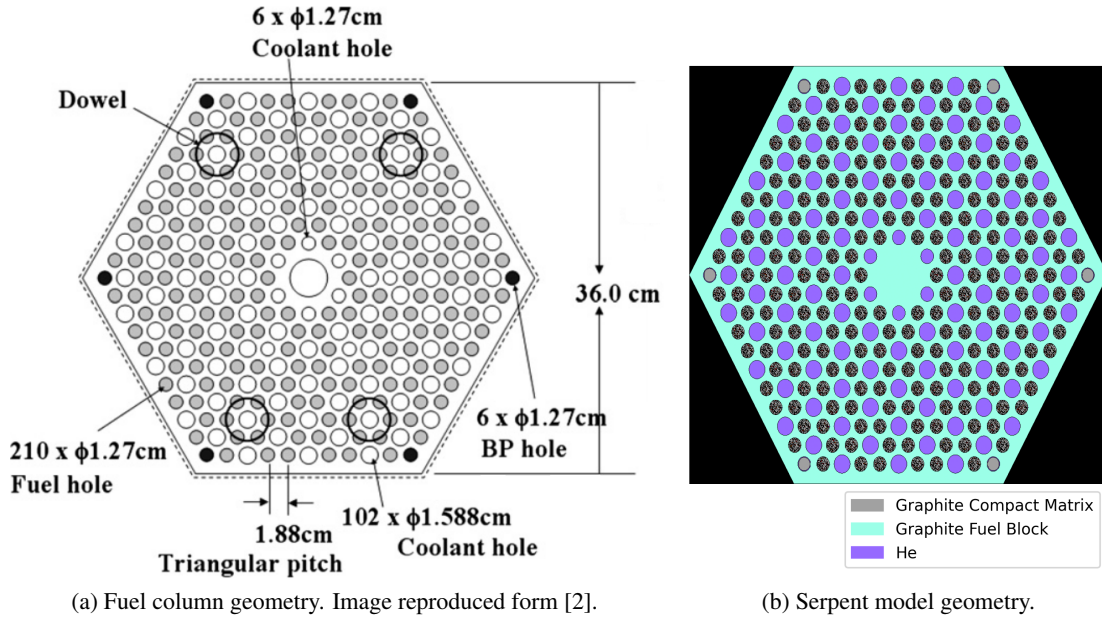 6 x ϕ1.27cm
Coolant hole
Dowel
36.0 cm
6 x ϕ1.27cm
BP hole
210 x ϕ1.27cm
Fuel hole
1.88cm
Triangular pitch
102 x ϕ1.588cm
Coolant hole
(a) Fuel column geometry. Image reproduced form [2].
Graphite Compact Matrix
Graphite Fuel Block
He
(b) Serpent model geometry.